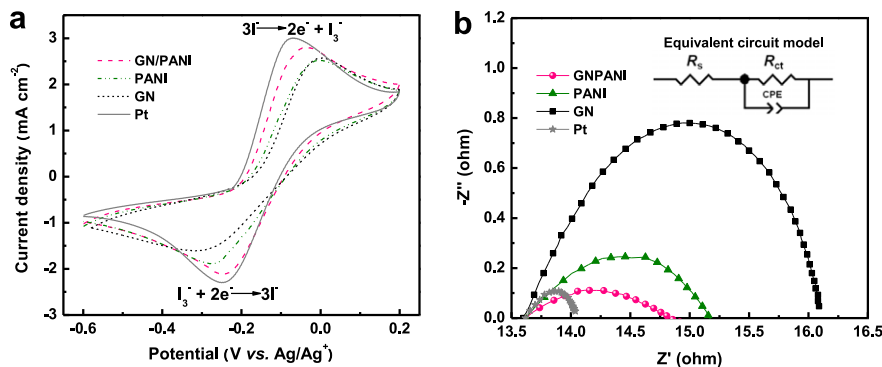 a
3I⁻⟶2e⁻ + I₃⁻
GN/PANI
PANI
GN
Pt
I₃⁻ + 2e⁻⟶3I⁻
Current density (mA cm⁻²)
3
2
1
0
-1
-2
-3
-0.6
-0.4
-0.2
0.0
0.2
Potential (V vs. Ag/Ag⁺)
b
Equivalent circuit model
Rs
Rct
CPE
GNPANI
PANI
GN
Pt
-Z'' (ohm)
1.2
1.0
0.8
0.6
0.4
0.2
0.0
13.5
14.0
14.5
15.0
15.5
16.0
16.5
Z' (ohm)